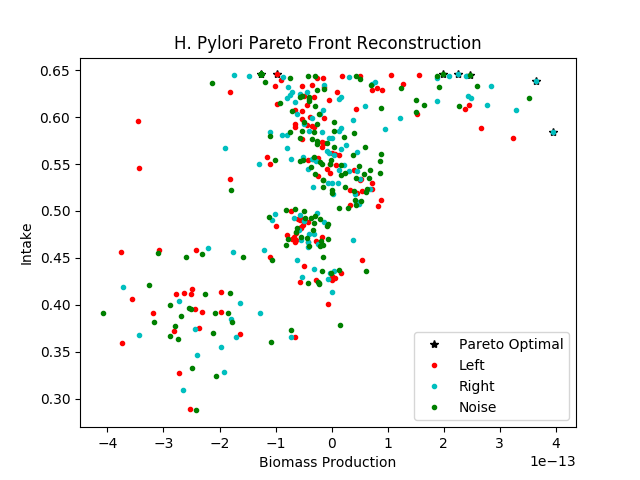 H. Pylori Pareto Front Reconstruction
Intake
0.65
0.60
0.55
0.50
0.45
0.40
0.35
0.30
Pareto Optimal
Left
Right
Noise
−4 −3 −2 −1 0 1 2 3 4
Biomass Production
1e−13